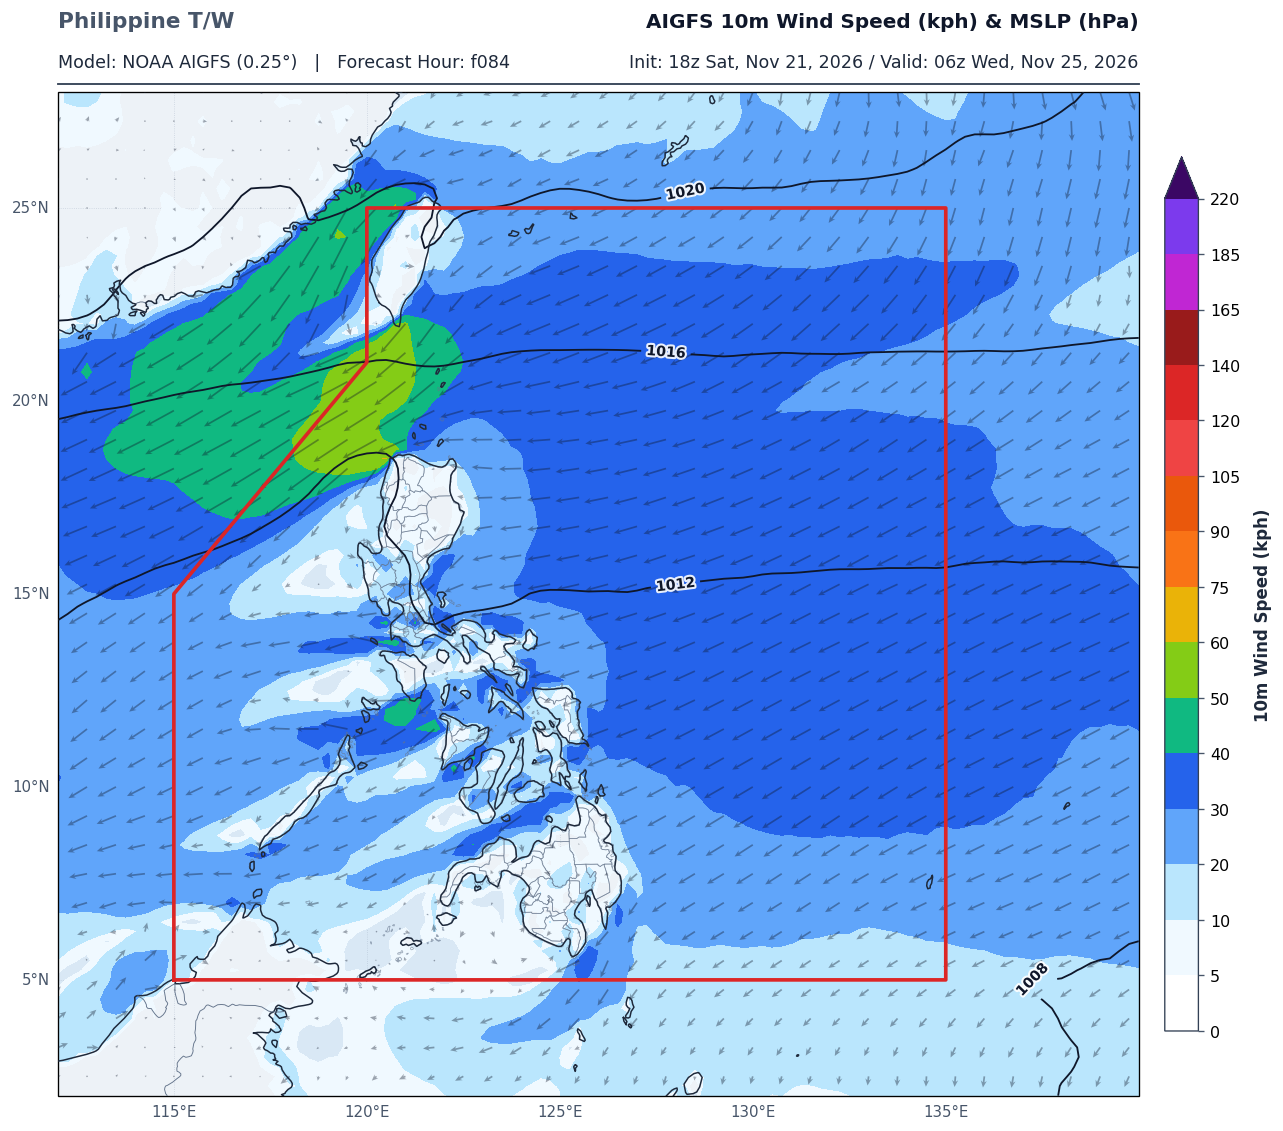 Philippine T/W
AIGFS 10m Wind Speed (kph) & MSLP (hPa)
Model: NOAA AIGFS (0.25°) | Forecast Hour: f084
Init: 18z Sat, Nov 21, 2026 / Valid: 06z Wed, Nov 25, 2026
25°N
20°N
15°N
10°N
5°N
115°E
120°E
125°E
130°E
135°E
1020
1016
1012
1008
220
185
165
140
120
105
90
75
60
50
40
30
20
10
5
0
10m Wind Speed (kph)